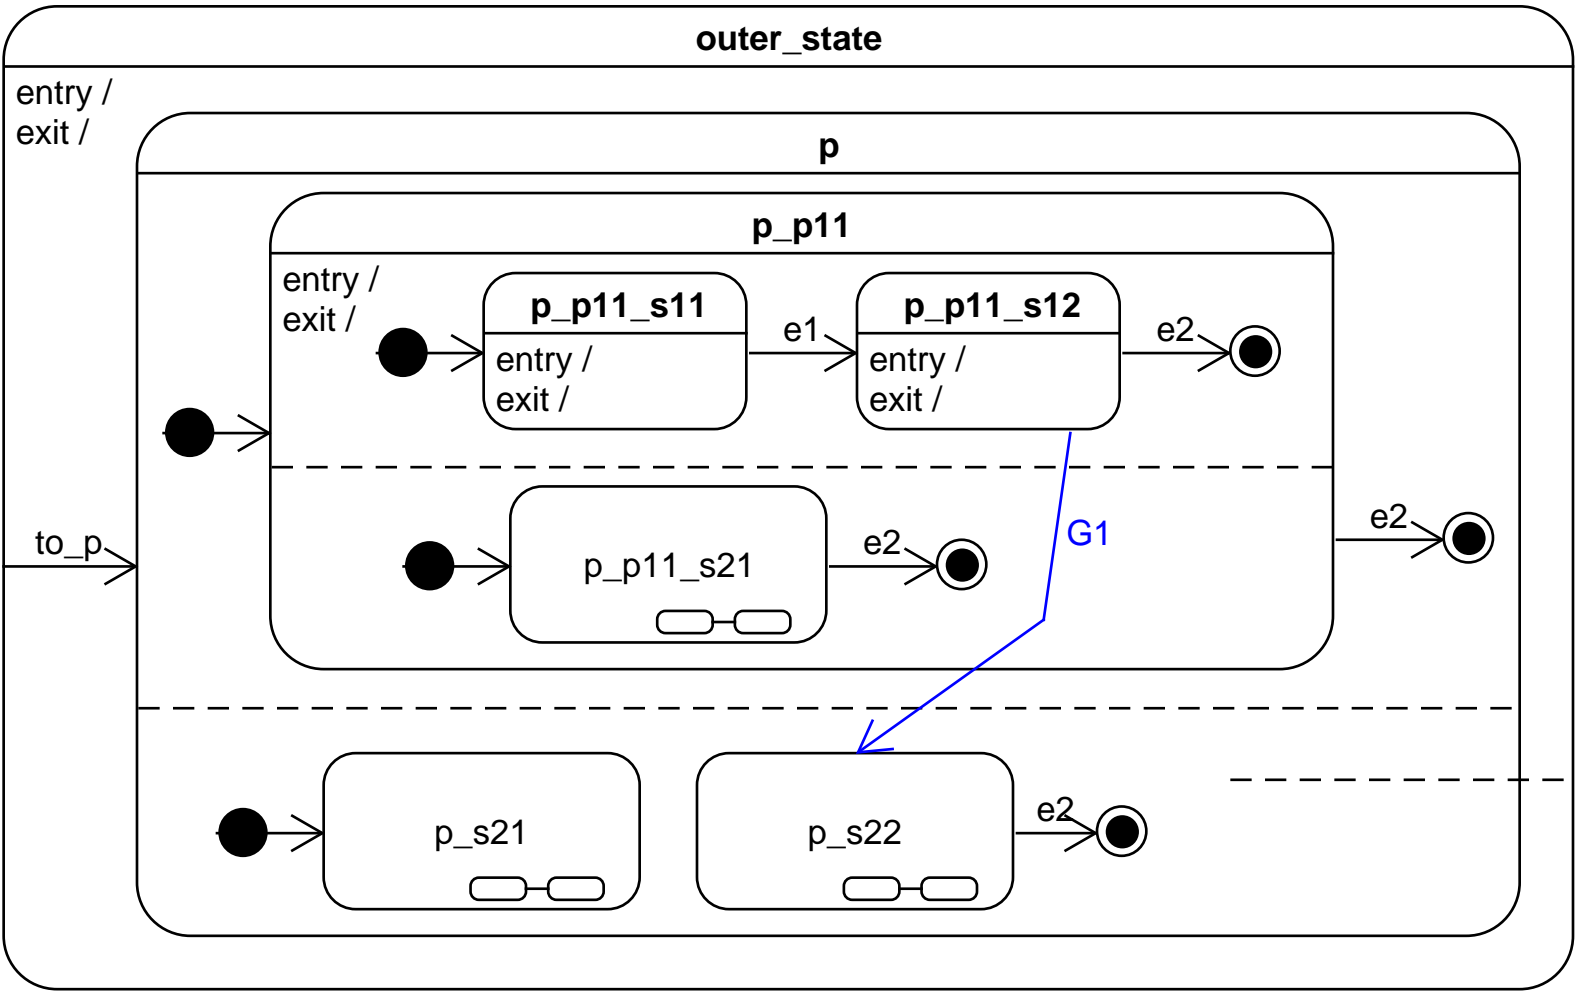 outer_state
entry /
exit /
p
p_p11
entry /
exit /
p_p11_s11
entry /
exit /
e1
p_p11_s12
entry /
exit /
e2
to_p
p_p11_s21
e2
G1
e2
p_s21
p_s22
e2